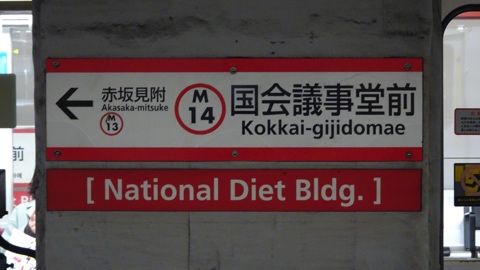 赤坂見附
Akasaka-mitsuke
M
13
M
14
国会議事堂前
Kokkai-gijidomae
[ National Diet Bldg. ]
前